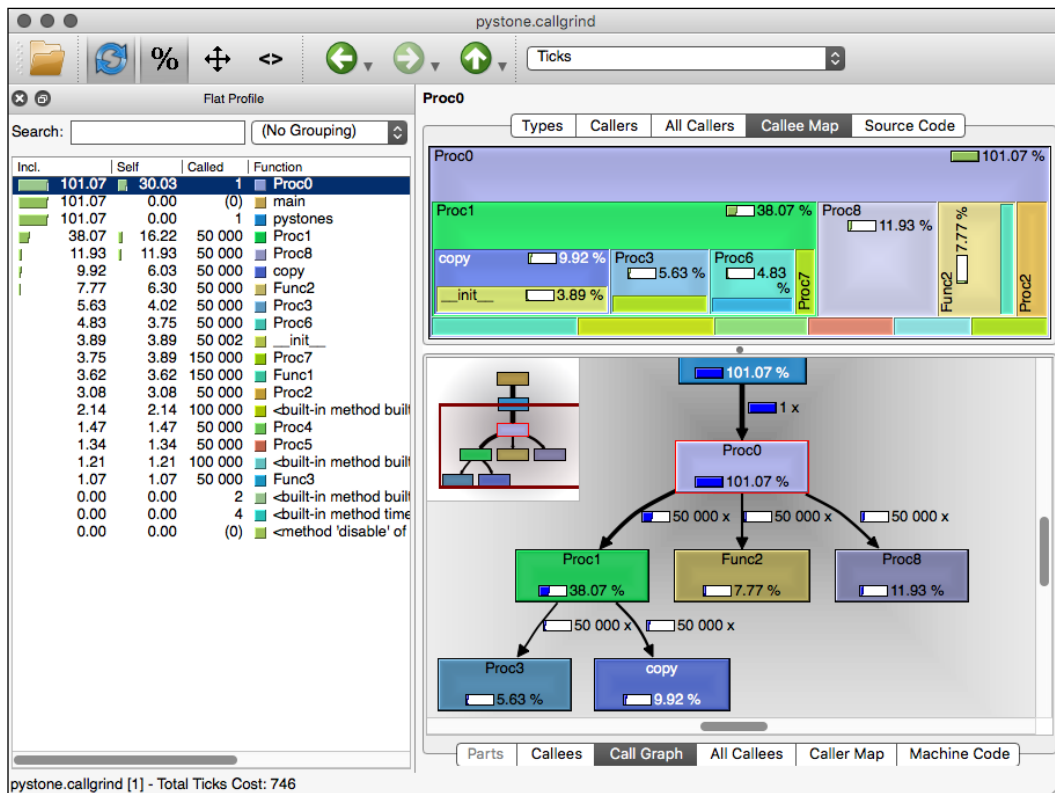 pystone.callgrind
%
<>
Ticks
Flat Profile
Search:
(No Grouping)
Incl. Self Called Function
101.07 30.03 1 Proc0
101.07 0.00 (0) main
101.07 0.00 1 pystones
38.07 16.22 50 000 Proc1
11.93 11.93 50 000 Proc8
9.92 6.03 50 000 copy
7.77 6.30 50 000 Func2
5.63 4.02 50 000 Proc3
4.83 3.75 50 000 Proc6
3.89 3.89 50 002 __init__
3.75 3.89 150 000 Proc7
3.62 3.62 150 000 Func1
3.08 3.08 50 000 Proc2
2.14 2.14 100 000 <built-in method buil
1.47 1.47 50 000 Proc4
1.34 1.34 50 000 Proc5
1.21 1.21 100 000 <built-in method buil
1.07 1.07 50 000 Func3
0.00 0.00 2 <built-in method buil
0.00 0.00 4 <built-in method time
0.00 0.00 (0) <method 'disable' of
Proc0
Types Callers All Callers Callee Map Source Code
Proc0 101.07 %
Proc1 38.07 %
Proc8
11.93 %
Func2 7.77 %
Proc2
copy 9.92 %
__init__ 3.89 %
Proc3
5.63 %
Proc6
4.83
%
Proc7
101.07 %
1 x
Proc0
101.07 %
50 000 x 50 000 x 50 000 x
Proc1
38.07 %
Func2
7.77 %
Proc8
11.93 %
50 000 x 50 000 x
Proc3
5.63 %
copy
9.92 %
Parts Callees Call Graph All Callees Caller Map Machine Code
pystone.callgrind [1] - Total Ticks Cost: 746